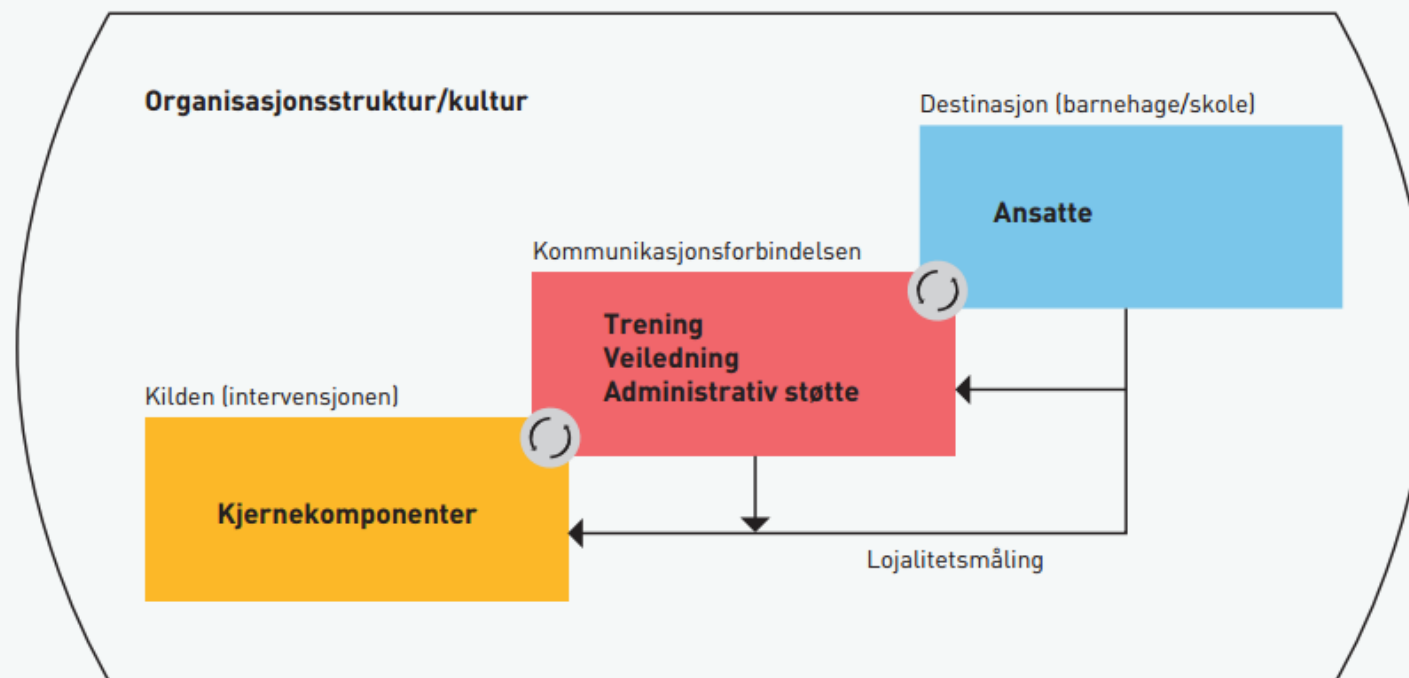 Organisasjonsstruktur/kultur
Destinasjon (barnehage/skole)
Ansatte
Kommunikasjonsforbindelsen
Trening
Veiledning
Administrativ støtte
Kilden (intervensjonen)
Kjernekomponenter
Lojalitetsmåling